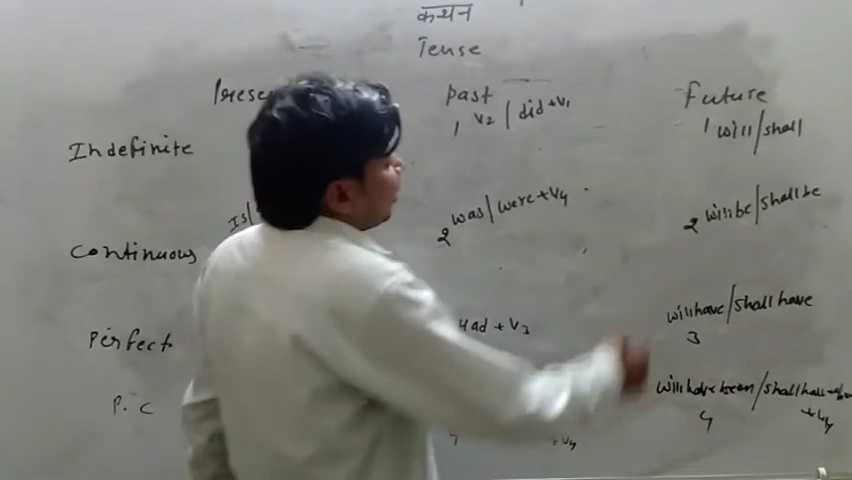 कथन
Tense
Present past future
1 V2 / did + V1 1 will / shall
Indefinite
Is/ 2 was / were + V4 2 will be / shall be
Continuous
will have / shall have
Perfect Had + V3 3
will have been / shall have
P. C 4 + V4
+ V4